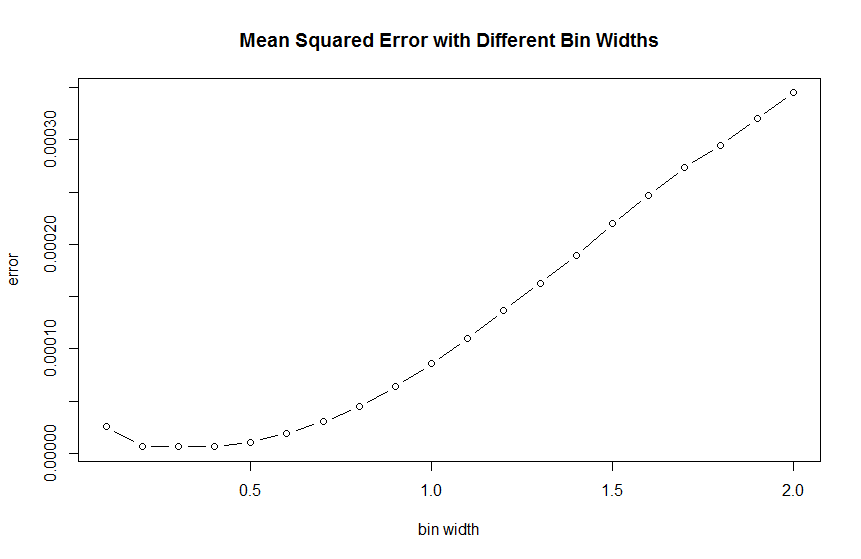 Mean Squared Error with Different Bin Widths
0.00030
0.00020
0.00010
0.00000
error
0.5 1.0 1.5 2.0
bin width